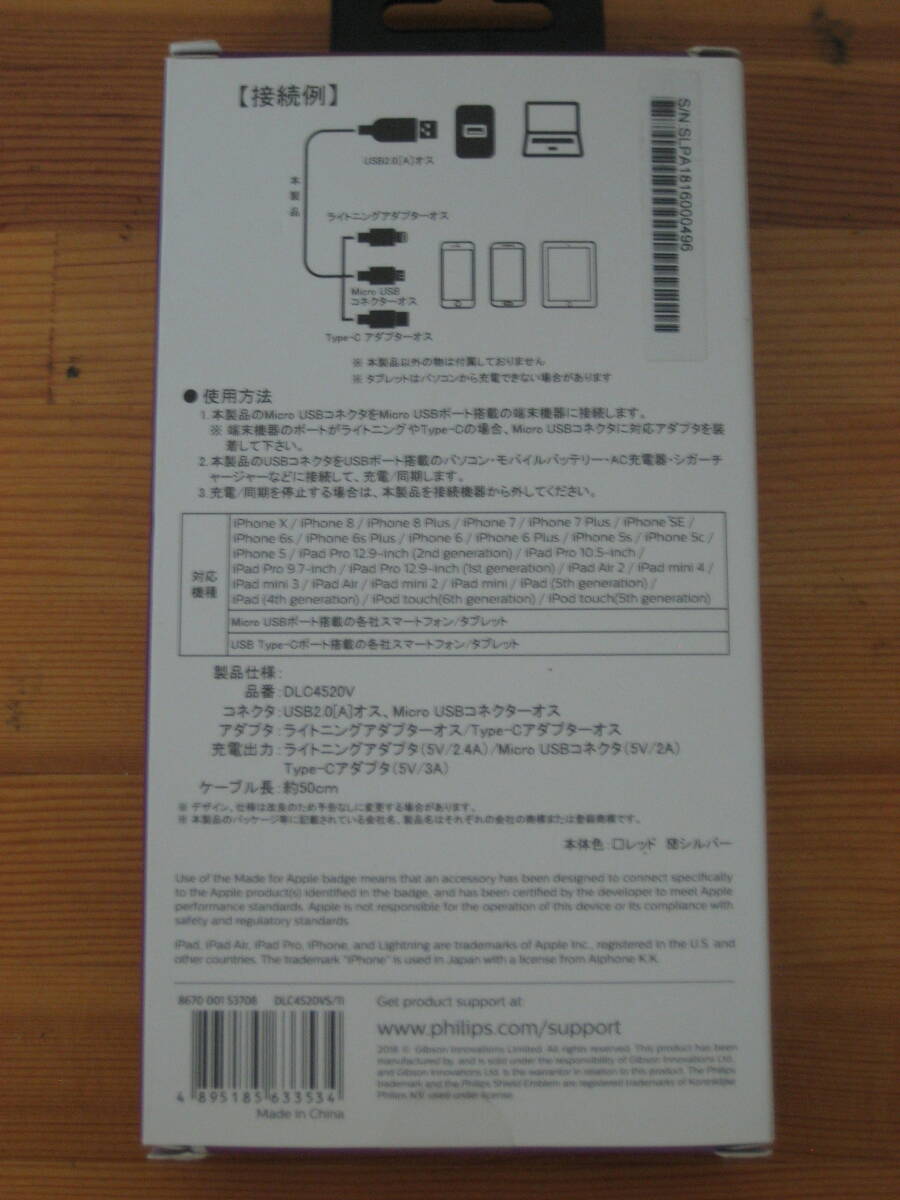 【接続例】
USB2.0[A]オス
本製品
ライトニングアダプターオス
Micro USB
コネクターオス
Type-C アダプターオス
S/N SLPA1816000496
※ 本製品以外の物は付属しておりません
※ タブレットはパソコンから充電できない場合があります
● 使用方法
1. 本製品のMicro USBコネクタをMicro USBポート搭載の端末機器に接続します。
※ 端末機器のポートがライトニングやType-Cの場合、Micro USBコネクタに対応アダプタを装
着して下さい。
2. 本製品のUSBコネクタをUSBポート搭載のパソコン・モバイルバッテリー・AC充電器・シガーチ
ャージャーなどに接続して、充電/同期します。
3. 充電/同期を停止する場合は、本製品を接続機器から外してください。
対応
機種
iPhone X / iPhone 8 / iPhone 8 Plus / iPhone 7 / iPhone 7 Plus / iPhone SE /
iPhone 6s / iPhone 6s Plus / iPhone 6 / iPhone 6 Plus / iPhone 5s / iPhone 5c /
iPhone 5 / iPad Pro 12.9-inch (2nd generation) / iPad Pro 10.5-inch /
iPad Pro 9.7-inch / iPad Pro 12.9-inch (1st generation) / iPad Air 2 / iPad mini 4 /
iPad mini 3 / iPad Air / iPad mini 2 / iPad mini / iPad (5th generation) /
iPad (4th generation) / iPod touch(6th generation) / iPod touch(5th generation)
Micro USBポート搭載の各社スマートフォン/タブレット
USB Type-Cポート搭載の各社スマートフォン/タブレット
製品仕様:
品番:DLC4520V
コネクタ:USB2.0[A]オス、Micro USBコネクターオス
アダプタ:ライトニングアダプターオス/Type-Cアダプターオス
充電出力:ライトニングアダプタ(5V/2.4A)/Micro USBコネクタ(5V/2A)
Type-Cアダプタ(5V/3A)
ケーブル長:約50cm
※ デザイン、仕様は改良のため予告なしに変更する場合があります。
※ 本製品のパッケージ等に記載されている会社名、製品名はそれぞれの会社の商標または登録商標です。
本体色:□レッド シルバー
Use of the Made for Apple badge means that an accessory has been designed to connect specifically
to the Apple product(s) identified in the badge, and has been certified by the developer to meet Apple
performance standards. Apple is not responsible for the operation of this device or its compliance with
safety and regulatory standards.
iPad, iPad Air, iPad Pro, iPhone, and Lightning are trademarks of Apple Inc., registered in the U.S. and
other countries. The trademark "iPhone" is used in Japan with a license from Aiphone K.K.
8670 001 53708 DLC4520VS/11
4 895185 633534
Made in China
Get product support at
www.philips.com/support
2018 © Gibson Innovations Limited. All rights reserved. This product has been
manufactured by, and is sold under the responsibility of Gibson Innovations Ltd.,
and Gibson Innovations Ltd. is the warrantor in relation to this product. The Philips
trademark and the Philips Shield Emblem are registered trademarks of Koninklijke
Philips N.V. used under license.